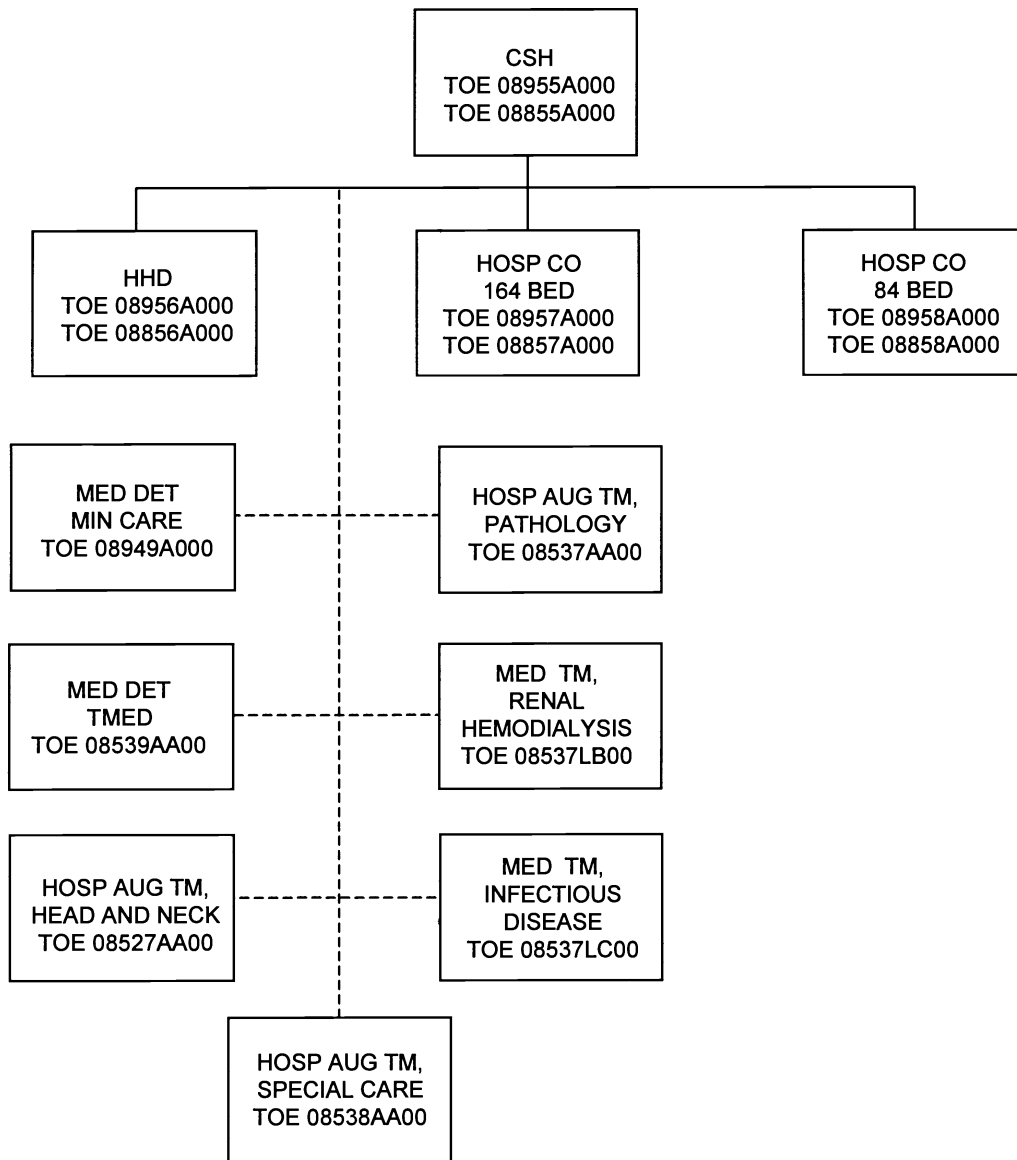 CSH
TOE 08955A000
TOE 08855A000
HHD
TOE 08956A000
TOE 08856A000
HOSP CO
164 BED
TOE 08957A000
TOE 08857A000
HOSP CO
84 BED
TOE 08958A000
TOE 08858A000
MED DET
MIN CARE
TOE 08949A000
HOSP AUG TM,
PATHOLOGY
TOE 08537AA00
MED DET
TMED
TOE 08539AA00
MED TM,
RENAL
HEMODIALYSIS
TOE 08537LB00
HOSP AUG TM,
HEAD AND NECK
TOE 08527AA00
MED TM,
INFECTIOUS
DISEASE
TOE 08537LC00
HOSP AUG TM,
SPECIAL CARE
TOE 08538AA00